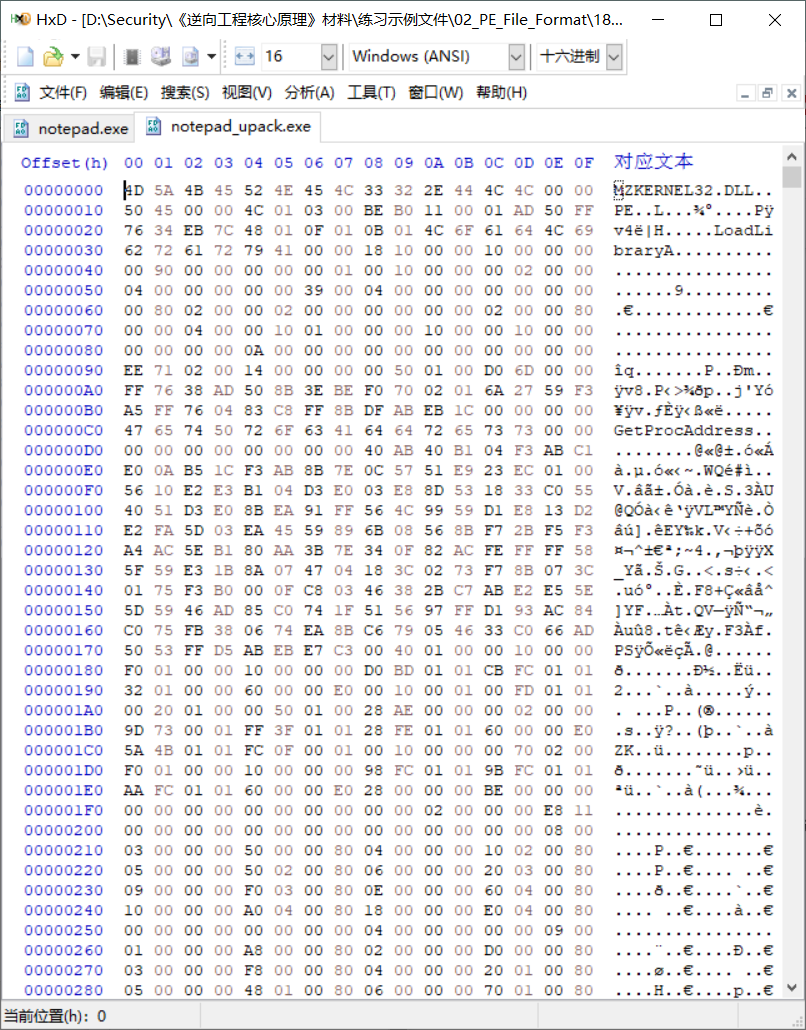 HxD - [D:\Security\《逆向工程核心原理》材料\练习示例文件\02_PE_File_Format\18...
16 Windows (ANSI) 十六进制
文件(F) 编辑(E) 搜索(S) 视图(V) 分析(A) 工具(T) 窗口(W) 帮助(H)
notepad.exe notepad_upack.exe
Offset(h) 00 01 02 03 04 05 06 07 08 09 0A 0B 0C 0D 0E 0F 对应文本
00000000 4D 5A 4B 45 52 4E 45 4C 33 32 2E 44 4C 4C 00 00 MZKERNEL32.DLL..
00000010 50 45 00 00 4C 01 03 00 BE B0 11 00 01 AD 50 FF PE..L...¾°....Pÿ
00000020 76 34 EB 7C 48 01 0F 01 0B 01 4C 6F 61 64 4C 69 v4ë|H.....LoadLi
00000030 62 72 61 72 79 41 00 00 18 10 00 00 10 00 00 00 braryA..........
00000040 00 90 00 00 00 00 00 01 00 10 00 00 00 02 00 00 ................
00000050 04 00 00 00 00 00 39 00 04 00 00 00 00 00 00 00 ......9.........
00000060 00 80 02 00 00 02 00 00 00 00 00 00 02 00 00 80 .€.............€
00000070 00 00 04 00 00 10 01 00 00 00 10 00 00 10 00 00 ................
00000080 00 00 00 00 0A 00 00 00 00 00 00 00 00 00 00 00 ................
00000090 EE 71 02 00 14 00 00 00 00 50 01 00 D0 6D 00 00 îq.......P..Ðm..
000000A0 FF 76 38 AD 50 8B 3E BE F0 70 02 01 6A 27 59 F3 ÿv8.P‹>¾ðp..j'Yó
000000B0 A5 FF 76 04 83 C8 FF 8B DF AB EB 1C 00 00 00 00 ¥ÿv.ƒÈÿ‹ß«ë.....
000000C0 47 65 74 50 72 6F 63 41 64 64 72 65 73 73 00 00 GetProcAddress..
000000D0 00 00 00 00 00 00 00 00 40 AB 40 B1 04 F3 AB C1 ........@«@±.ó«Á
000000E0 E0 0A B5 1C F3 AB 8B 7E 0C 57 51 E9 23 EC 01 00 à.µ.ó«‹~.WQé#ì..
000000F0 56 10 E2 E3 B1 04 D3 E0 03 E8 8D 53 18 33 C0 55 V.âã±.Óà.è.S.3ÀU
00000100 40 51 D3 E0 8B EA 91 FF 56 4C 99 59 D1 E8 13 D2 @QÓà‹ê‘ÿVL™YÑè.Ò
00000110 E2 FA 5D 03 EA 45 59 89 6B 08 56 8B F7 2B F5 F3 âú].êEY‰k.V‹÷+õó
00000120 A4 AC 5E B1 80 AA 3B 7E 34 0F 82 AC FE FF FF 58 ¤¬^±€ª;~4.‚¬þÿÿX
00000130 5F 59 E3 1B 8A 07 47 04 18 3C 02 73 F7 8B 07 3C _Yã.Š.G..<.s÷‹.<
00000140 01 75 F3 B0 00 0F C8 03 46 38 2B C7 AB E2 E5 5E .uó°..È.F8+Ç«âå^
00000150 5D 59 46 AD 85 C0 74 1F 51 56 97 FF D1 93 AC 84 ]YF.…Àt.QV—ÿÑ“¬„
00000160 C0 75 FB 38 06 74 EA 8B C6 79 05 46 33 C0 66 AD Àuû8.tê‹Æy.F3Àf.
00000170 50 53 FF D5 AB EB E7 C3 00 40 01 00 00 10 00 00 PSÿÕ«ëçÃ.@......
00000180 F0 01 00 00 10 00 00 00 D0 BD 01 01 CB FC 01 01 ð.......Ð½..Ëü..
00000190 32 01 00 00 60 00 00 E0 00 10 00 01 00 FD 01 01 2...`..à.....ý..
000001A0 00 20 01 00 00 50 01 00 28 AE 00 00 00 02 00 00 . ...P..(®......
000001B0 9D 73 00 01 FF 3F 01 01 28 FE 01 01 60 00 00 E0 .s..ÿ?..(þ..`..à
000001C0 5A 4B 01 01 FC 0F 00 01 00 10 00 00 00 70 02 00 ZK..ü........p..
000001D0 F0 01 00 00 10 00 00 00 98 FC 01 01 9B FC 01 01 ð.......˜ü..›ü..
000001E0 AA FC 01 01 60 00 00 E0 28 00 00 00 BE 00 00 00 ªü..`..à(...¾...
000001F0 00 00 00 00 00 00 00 00 00 00 02 00 00 00 E8 11 ..............è.
00000200 00 00 00 00 00 00 00 00 00 00 00 00 00 00 08 00 ................
00000210 03 00 00 00 50 00 00 80 04 00 00 00 10 02 00 80 ....P..€.......€
00000220 05 00 00 00 50 02 00 80 06 00 00 00 20 03 00 80 ....P..€.... ..€
00000230 09 00 00 00 F0 03 00 80 0E 00 00 00 60 04 00 80 ....ð..€....`..€
00000240 10 00 00 00 A0 04 00 80 18 00 00 00 E0 04 00 80 .... ..€....à..€
00000250 00 00 00 00 00 00 00 00 04 00 00 00 00 00 09 00 ................
00000260 01 00 00 00 A8 00 00 80 02 00 00 00 D0 00 00 80 ....¨..€....Ð..€
00000270 03 00 00 00 F8 00 00 80 04 00 00 00 20 01 00 80 ....ø..€.... ..€
00000280 05 00 00 00 48 01 00 80 06 00 00 00 70 01 00 80 ....H..€....p..€
当前位置(h): 0